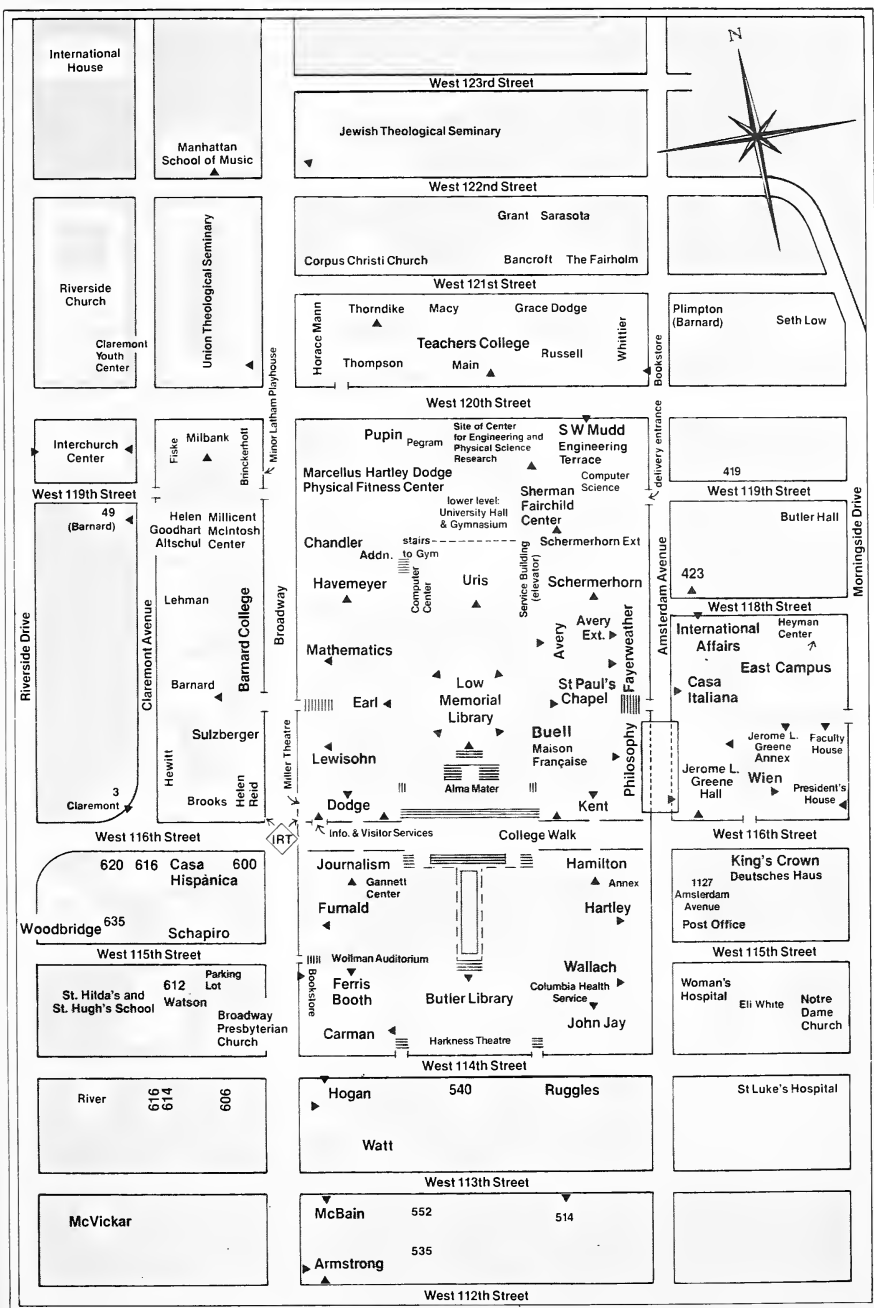 N
International
House
West 123rd Street
Jewish Theological Seminary
Manhattan
School of Music
West 122nd Street
Grant Sarasota
Corpus Christi Church
Bancroft The Fairholm
West 121st Street
Union Theological Seminary
Riverside
Church
Claremont
Youth
Center
Horace Mann
Thorndike Macy Grace Dodge
Teachers College
Thompson Main Russell
Whittier
Bookstore
Plimpton
(Barnard)
Seth Low
West 120th Street
Minor Latham Playhouse
Interchurch
Center
Fiske
Milbank
Brinckerhoff
West 119th Street
49
(Barnard)
Helen
Goodhart
Altschul
Millicent
McIntosh
Center
Lehman
Barnard College
Barnard
Sulzberger
Hewitt
Brooks
Helen
Reid
3
Claremont
Riverside Drive
Claremont Avenue
Broadway
Pupin
Pegram
Site of Center
for Engineering and
Physical Science
Research
S W Mudd
Engineering
Terrace
Computer
Science
delivery entrance
Marcellus Hartley Dodge
Physical Fitness Center
lower level:
University Hall
& Gymnasium
Sherman
Fairchild
Center
Chandler
Addn.
stairs
to Gym
Schermerhorn Ext
Havemeyer
Computer
Center
Uris
Service Building
(elevator)
Schermerhorn
Mathematics
Avery
Avery
Ext.
Fayerweather
Earl
Low
Memorial
Library
St Paul's
Chapel
Lewisohn
Buell
Maison
Française
Philosophy
Miller Theatre
Alma Mater
Dodge
Kent
Amsterdam Avenue
Morningside Drive
419
West 119th Street
Butler Hall
423
West 118th Street
International
Affairs
Heyman
Center
East Campus
Casa
Italiana
Jerome L.
Greene
Annex
Faculty
House
Jerome L.
Greene
Hall
Wien
President's
House
West 116th Street
IRT
Info. & Visitor Services
College Walk
West 116th Street
620 616 Casa
Hispànica
600
Woodbridge 635
Schapiro
West 115th Street
Journalism
Gannett
Center
Furnald
Hamilton
Annex
Hartley
King's Crown
Deutsches Haus
1127
Amsterdam
Avenue
Post Office
West 115th Street
St. Hilda's and
St. Hugh's School
612
Watson
Parking
Lot
Broadway
Presbyterian
Church
Bookstore
Wollman Auditorium
Ferris
Booth
Butler Library
Wallach
Columbia Health
Service
Carman
Harkness Theatre
John Jay
Woman's
Hospital
Eli White
Notre
Dame
Church
West 114th Street
River
616
614
606
Hogan 540 Ruggles
Watt
St Luke's Hospital
West 113th Street
McVickar
McBain 552 514
535
Armstrong
West 112th Street